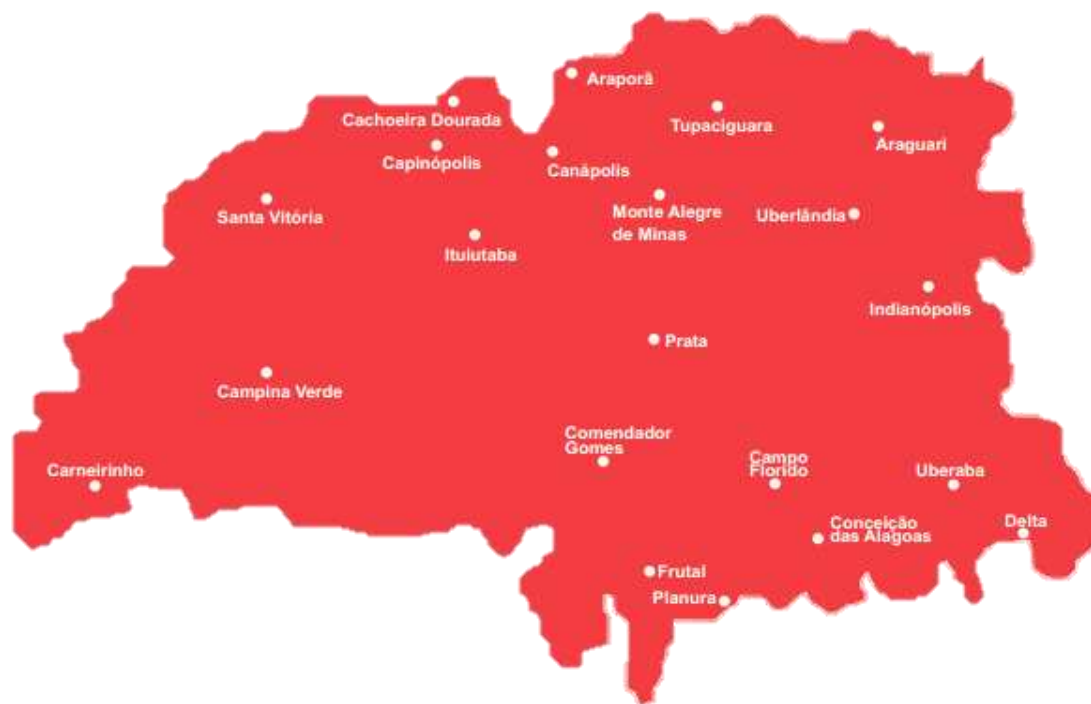 Araporã
Cachoeira Dourada
Tupaciguara
Araguari
Capinópolis
Canápolis
Santa Vitória
Monte Alegre
de Minas
Uberlândia
Ituiutaba
Indianópolis
Prata
Campina Verde
Comendador
Gomes
Carneirinho
Campo
Florido
Uberaba
Conceição
das Alagoas
Delta
Frutal
Planura